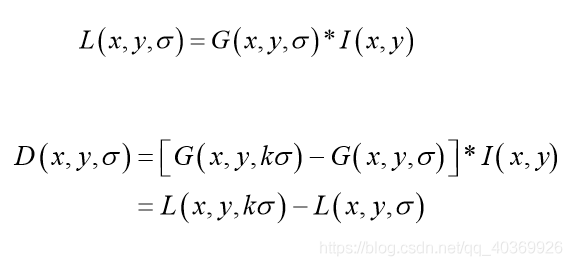 L(x,y,σ)=G(x,y,σ)*I(x,y)
D(x,y,σ)=[G(x,y,kσ)−G(x,y,σ)]*I(x,y)
=L(x,y,kσ)−L(x,y,σ)
https://blog.csdn.net/qq_40369926